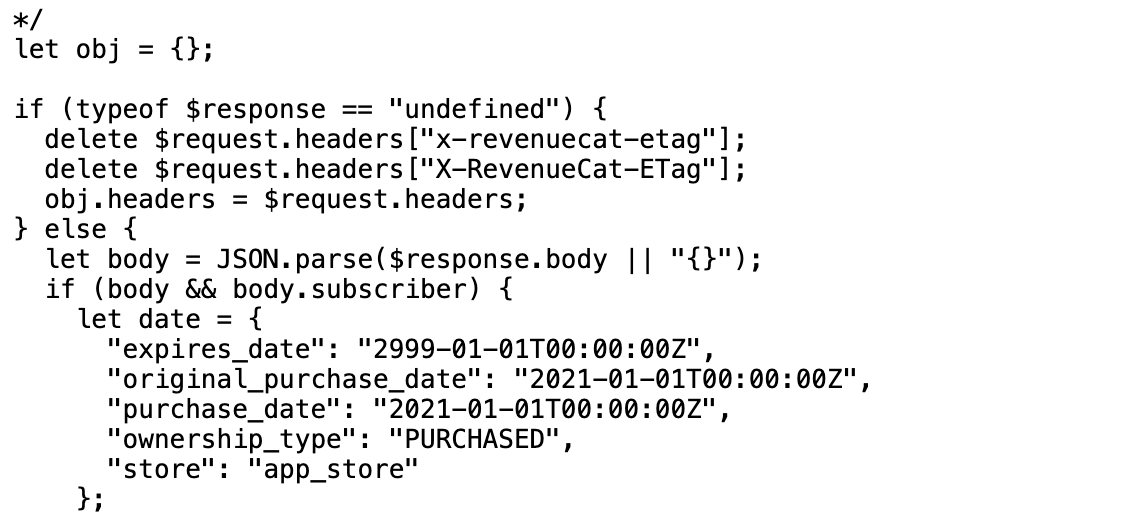 */
let obj = {};

if (typeof $response == "undefined") {
  delete $request.headers["x-revenuecat-etag"];
  delete $request.headers["X-RevenueCat-ETag"];
  obj.headers = $request.headers;
} else {
  let body = JSON.parse($response.body || "{}");
  if (body && body.subscriber) {
    let date = {
      "expires_date": "2999-01-01T00:00:00Z",
      "original_purchase_date": "2021-01-01T00:00:00Z",
      "purchase_date": "2021-01-01T00:00:00Z",
      "ownership_type": "PURCHASED",
      "store": "app_store"
    };